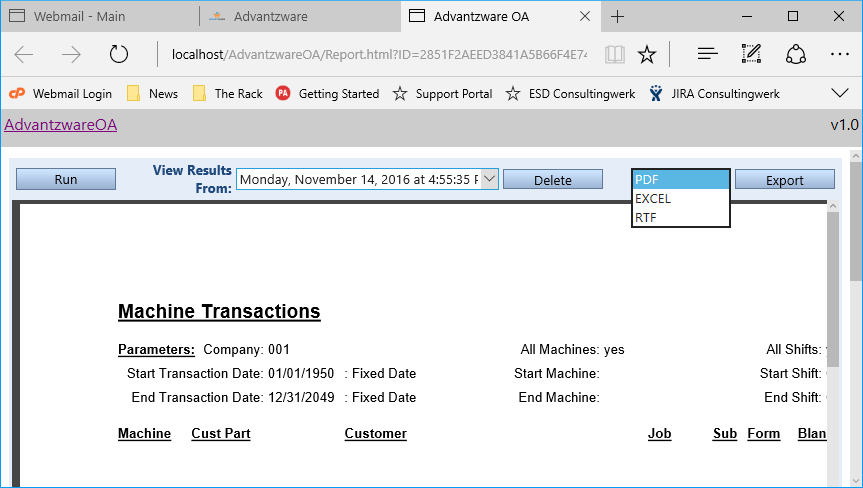 Webmail - Main Advantzware Advantzware OA
localhost/AdvantzwareOA/Report.html?ID=2851F2AEED3841A5B66F4E74
Webmail Login News The Rack Getting Started Support Portal ESD Consultingwerk JIRA Consultingwerk
AdvantzwareOA v1.0
Run View Results From: Monday, November 14, 2016 at 4:55:35 P Delete PDF Export
EXCEL
RTF
Machine Transactions
Parameters: Company: 001 All Machines: yes All Shifts:
Start Transaction Date: 01/01/1950 : Fixed Date Start Machine: Start Shift:
End Transaction Date: 12/31/2049 : Fixed Date End Machine: End Shift:
Machine Cust Part Customer Job Sub Form Blan